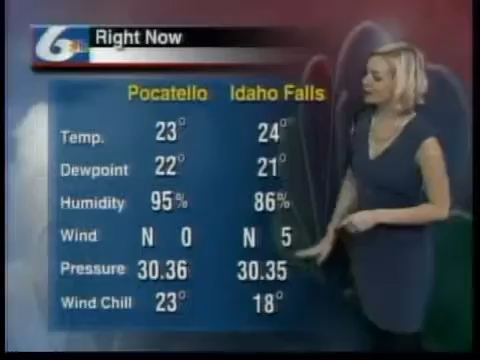 6 Right Now
Pocatello Idaho Falls
Temp. 23° 24°
Dewpoint 22° 21°
Humidity 95% 86%
Wind N 0 N 5
Pressure 30.36 30.35
Wind Chill 23° 18°